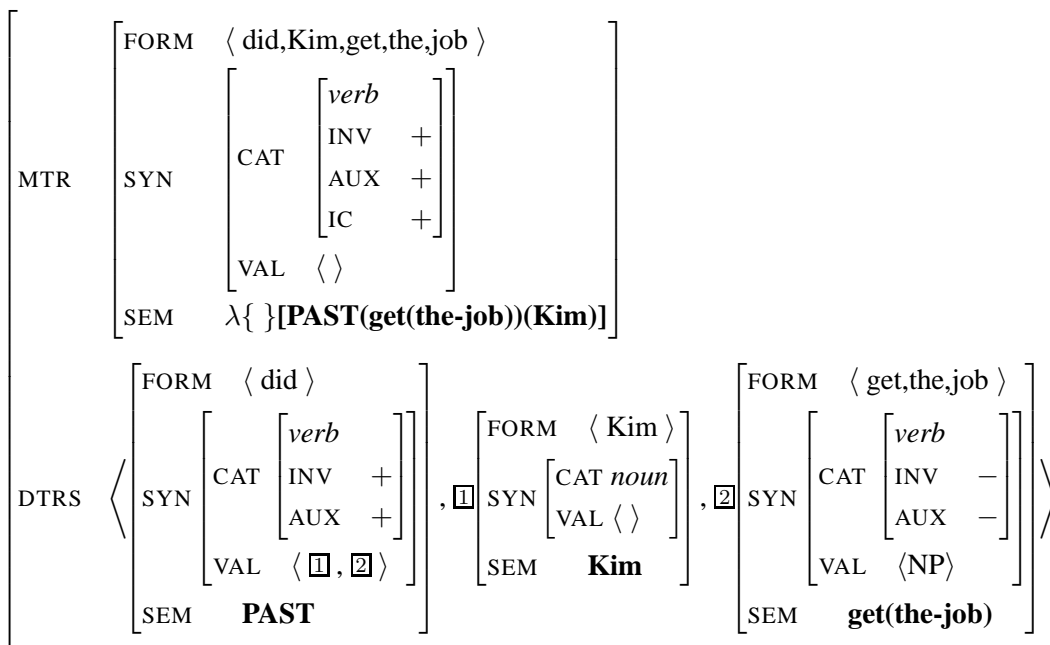 FORM ⟨ did,Kim,get,the,job ⟩
verb
INV +
CAT
AUX +
MTR SYN
IC +
VAL ⟨ ⟩
SEM λ{ }[PAST(get(the-job))(Kim)]
FORM ⟨ did ⟩ FORM ⟨ get,the,job ⟩
verb FORM ⟨ Kim ⟩ verb
CAT INV + CAT noun CAT INV −
DTRS ⟨ SYN , 1 SYN , 2 SYN ⟩
AUX + VAL ⟨ ⟩ AUX −
VAL ⟨ 1 , 2 ⟩ SEM Kim VAL ⟨NP⟩
SEM PAST SEM get(the-job)